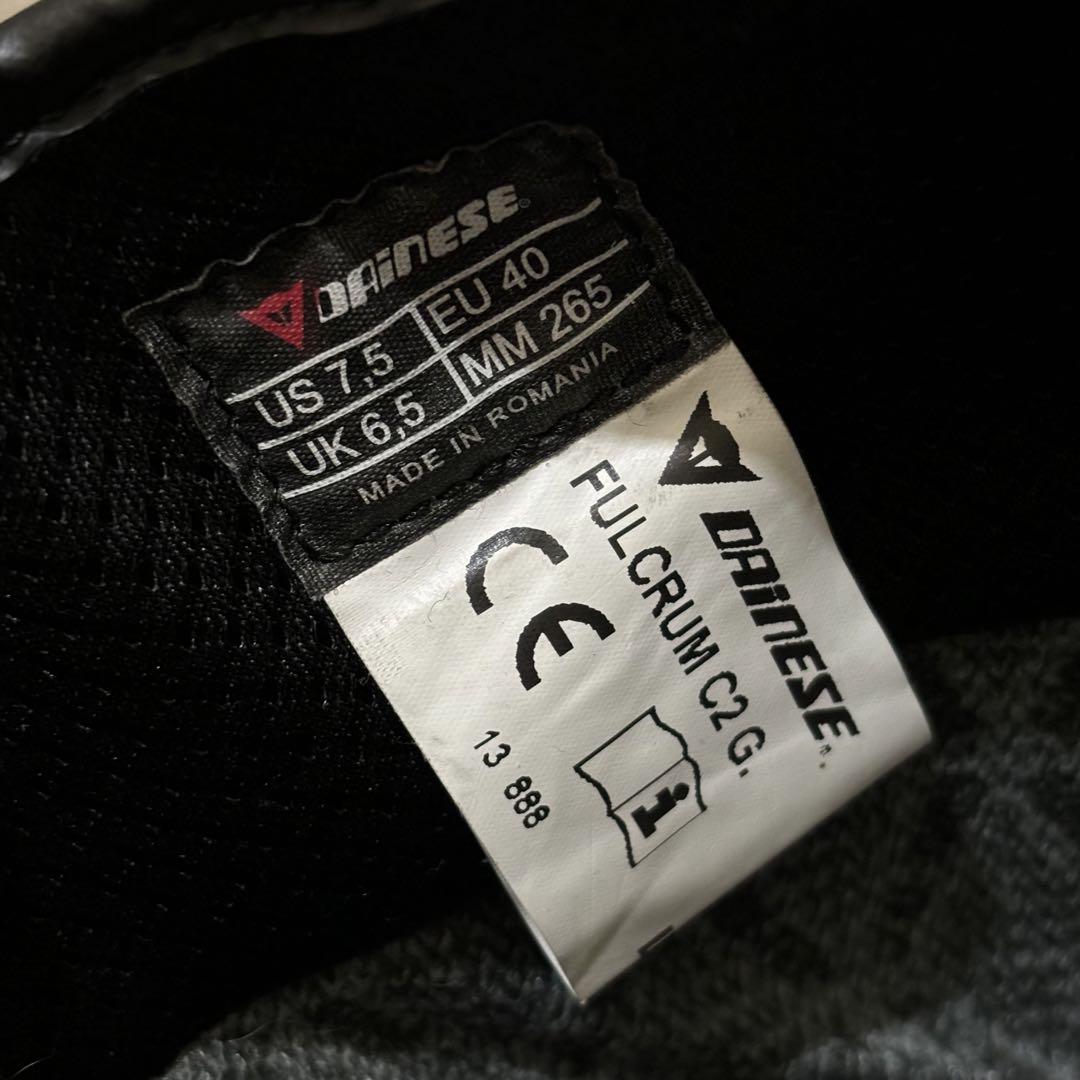 DAINESE®
US 7,5 EU 40
UK 6,5 MM 265
MADE IN ROMANIA
DAINESE®
FULCRUM C2 G.
CE
i
13 888